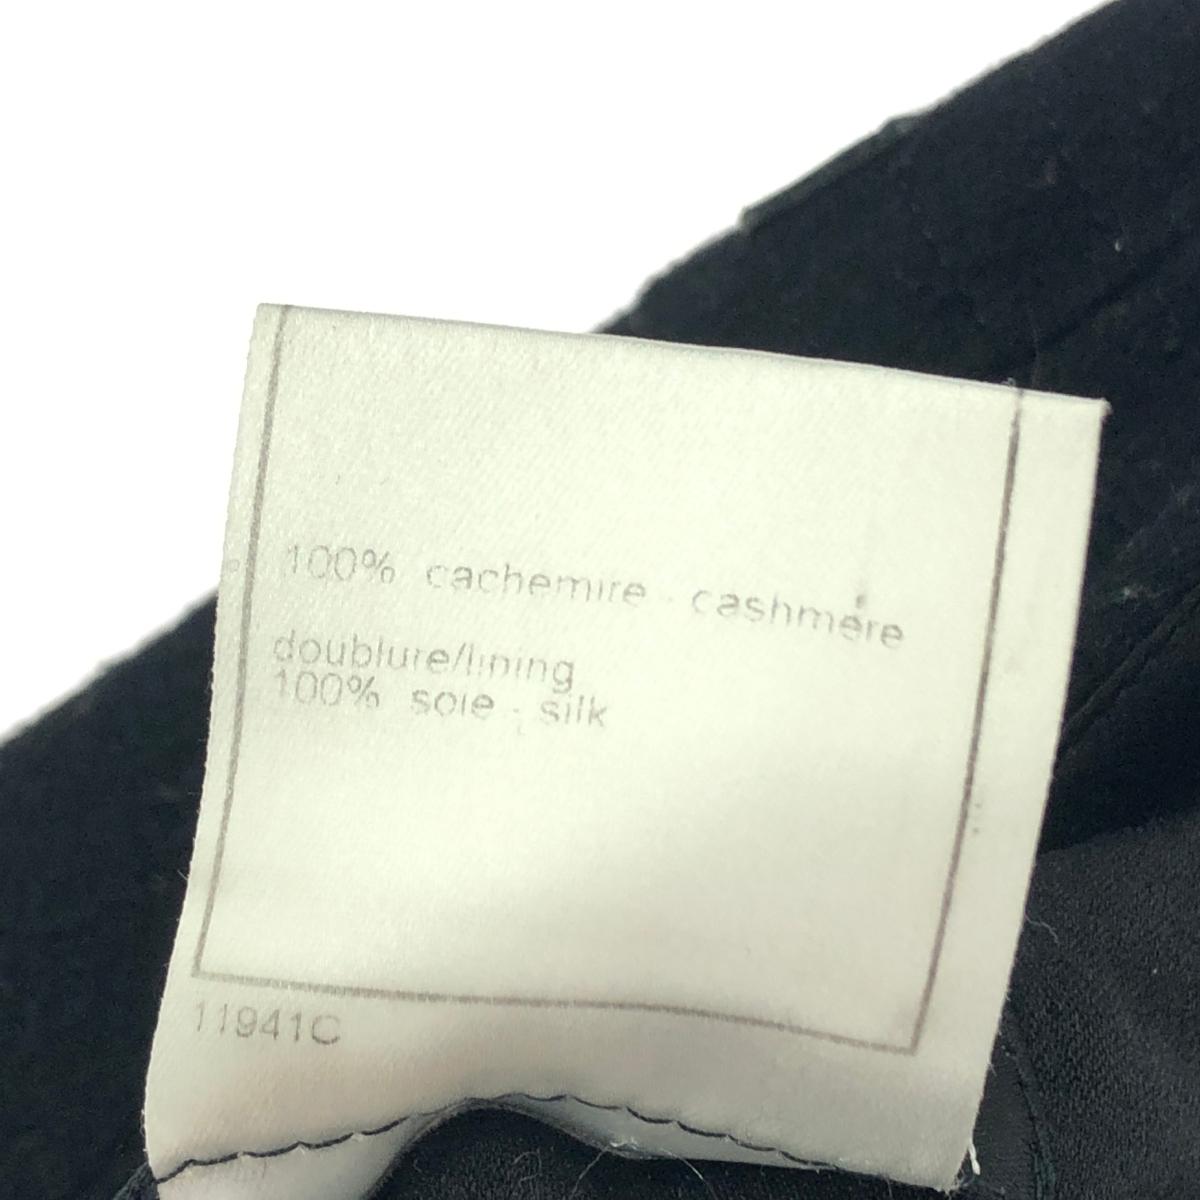 100% cachemire - cashmere
doublure/lining
100% soie - silk
11941C